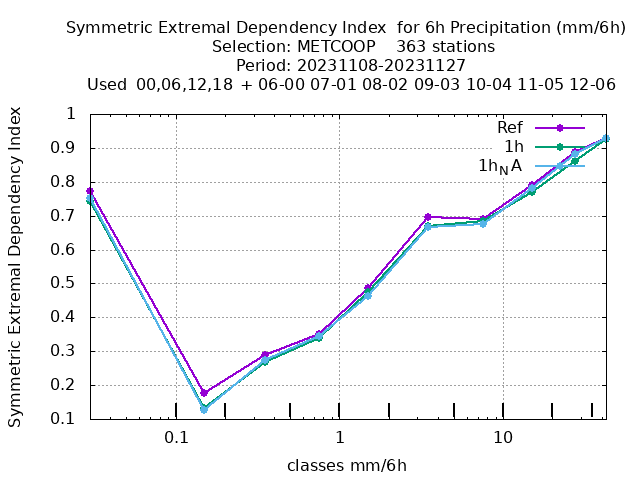 Symmetric Extremal Dependency Index for 6h Precipitation (mm/6h)
Selection: METCOOP 363 stations
Period: 20231108-20231127
Used 00,06,12,18 + 06-00 07-01 08-02 09-03 10-04 11-05 12-06
Symmetric Extremal Dependency Index
1
0.9
0.8
0.7
0.6
0.5
0.4
0.3
0.2
0.1
Ref
1h
1hNA
0.1 1 10
classes mm/6h